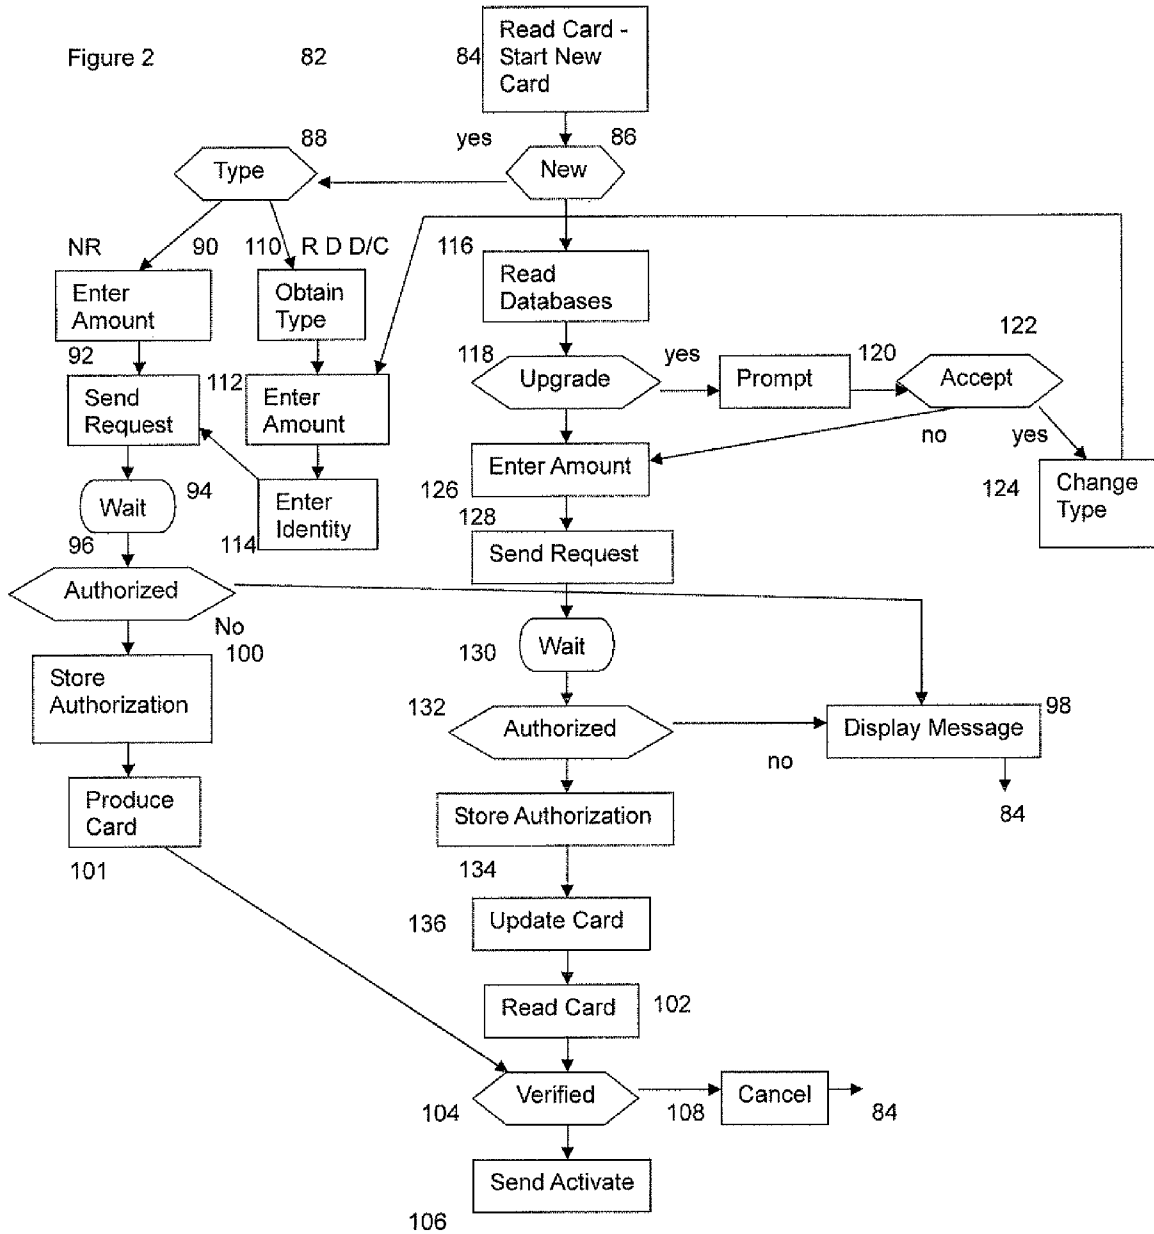 Figure 2
82
84
Read Card -
Start New
Card
88
yes
86
Type
New
NR
90
110
R D D/C
116
Enter
Amount
Obtain
Type
Read
Databases
92
112
118
yes
120
122
Send
Request
Enter
Amount
Upgrade
Prompt
Accept
no
yes
94
Wait
Enter
Identity
Enter Amount
126
124
Change
Type
96
114
128
Send Request
Authorized
No
100
Wait
130
Store
Authorization
132
Authorized
no
98
Display Message
84
Produce
Card
101
Store Authorization
134
136
Update Card
Read Card
102
104
Verified
108
Cancel
84
Send Activate
106